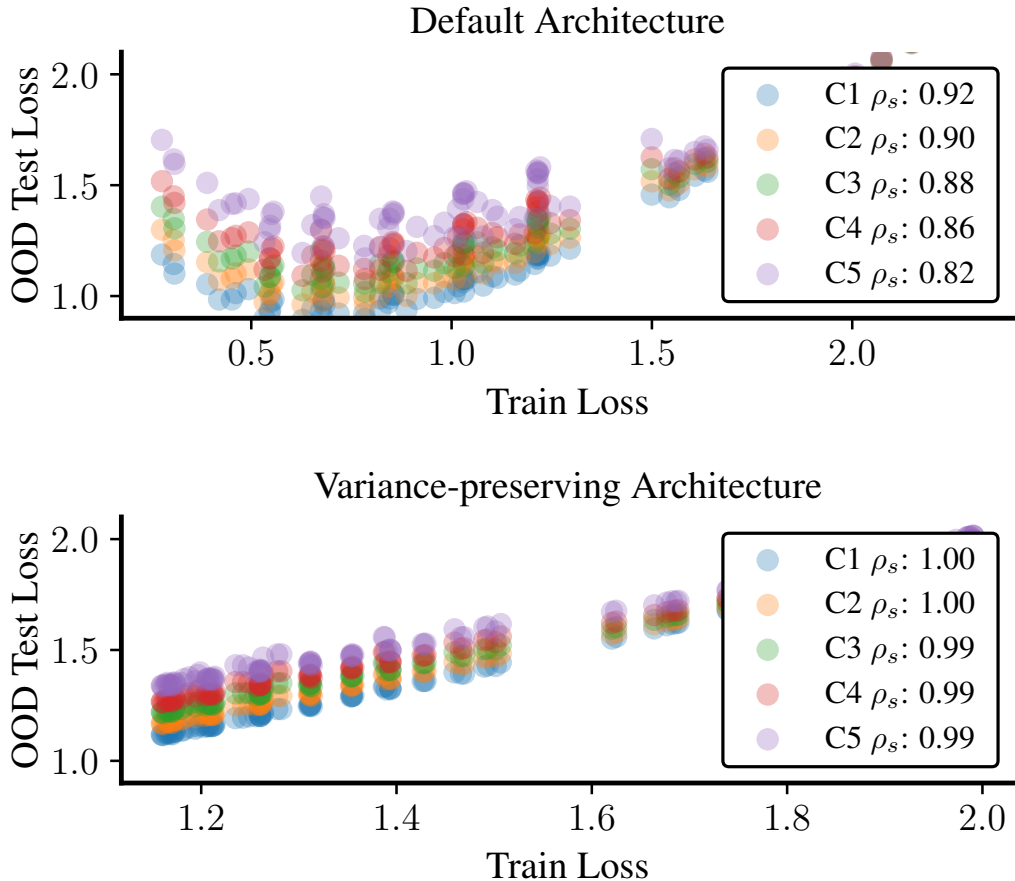 Default Architecture
OOD Test Loss
2.0
1.5
1.0
C1 ρₛ: 0.92
C2 ρₛ: 0.90
C3 ρₛ: 0.88
C4 ρₛ: 0.86
C5 ρₛ: 0.82
0.5 1.0 1.5 2.0
Train Loss
Variance-preserving Architecture
OOD Test Loss
2.0
1.5
1.0
C1 ρₛ: 1.00
C2 ρₛ: 1.00
C3 ρₛ: 0.99
C4 ρₛ: 0.99
C5 ρₛ: 0.99
1.2 1.4 1.6 1.8 2.0
Train Loss